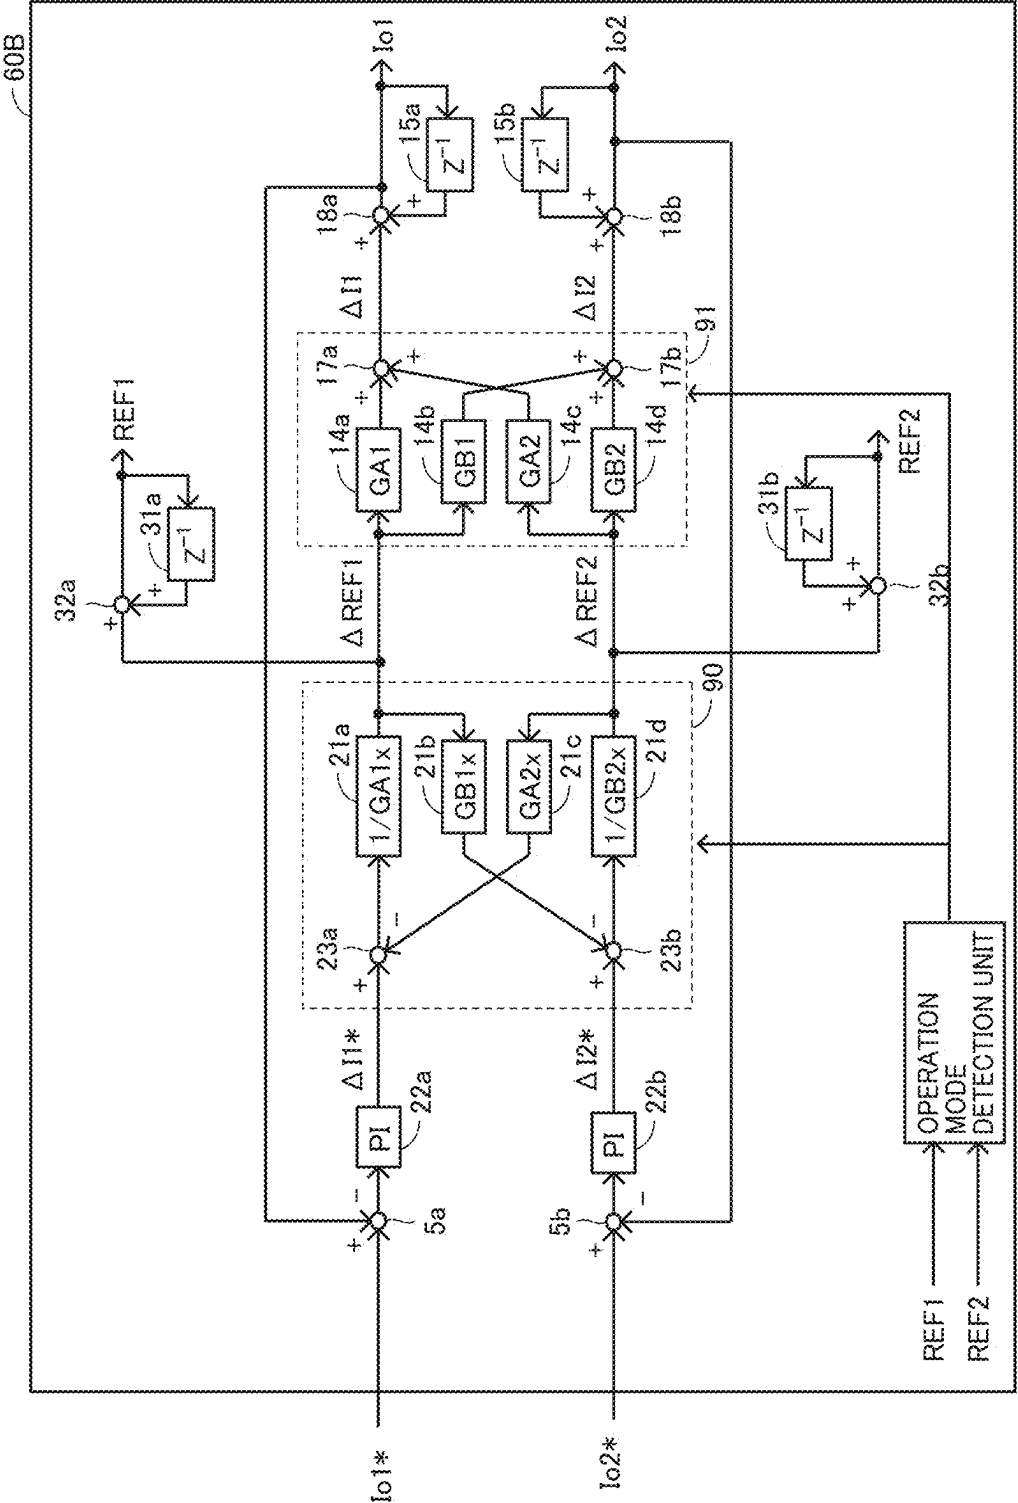 60B
Io1*
+
−
5a
PI
22a
ΔI1*
+
−
23a
1/GA1x
21a
GB1x
21b
GA2x
21c
1/GB2x
21d
Io2*
+
−
5b
PI
22b
ΔI2*
+
−
23b
90
ΔREF1
ΔREF2
32a
+
+
Z⁻¹
31a
REF1
GA1
14a
GB1
14b
GA2
14c
GB2
14d
+
+
17a
+
+
17b
91
ΔI1
ΔI2
+
+
18a
Z⁻¹
15a
Io1
+
+
18b
Z⁻¹
15b
Io2
32b
+
+
Z⁻¹
31b
REF2
REF1
REF2
OPERATION
MODE
DETECTION UNIT